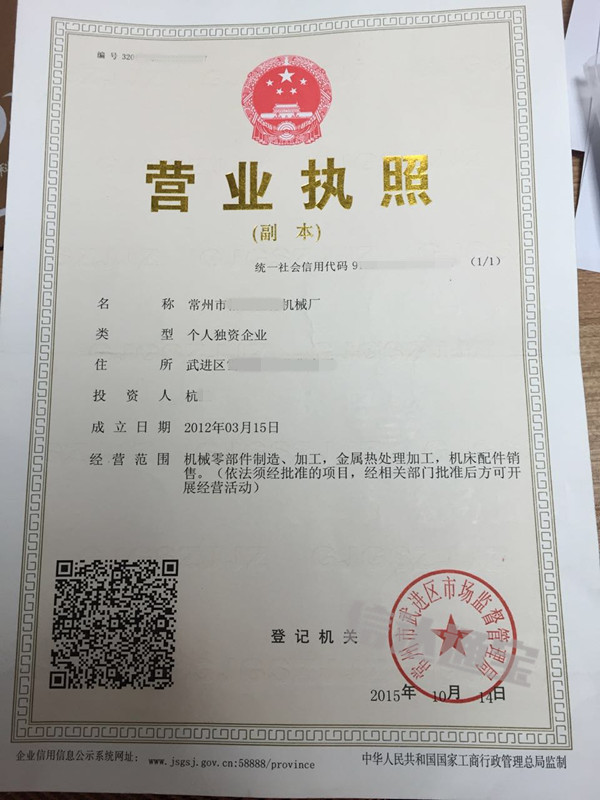 编 号 320
营业执照
(副 本)
统一社会信用代码 9 (1/1)
名 称 常州市 机械厂
类 型 个人独资企业
住 所 武进区
投 资 人 杭
成 立 日 期 2012年03月15日
经 营 范 围 机械零部件制造、加工，金属热处理加工，机床配件销
售。（依法须经批准的项目，经相关部门批准后方可开
展经营活动）
常州市武进区市场监督管理局
登 记 机 关
2015年 10月 14日
企业信用信息公示系统网址： www.jsgsj.gov.cn:58888/province
中华人民共和国国家工商行政管理总局监制